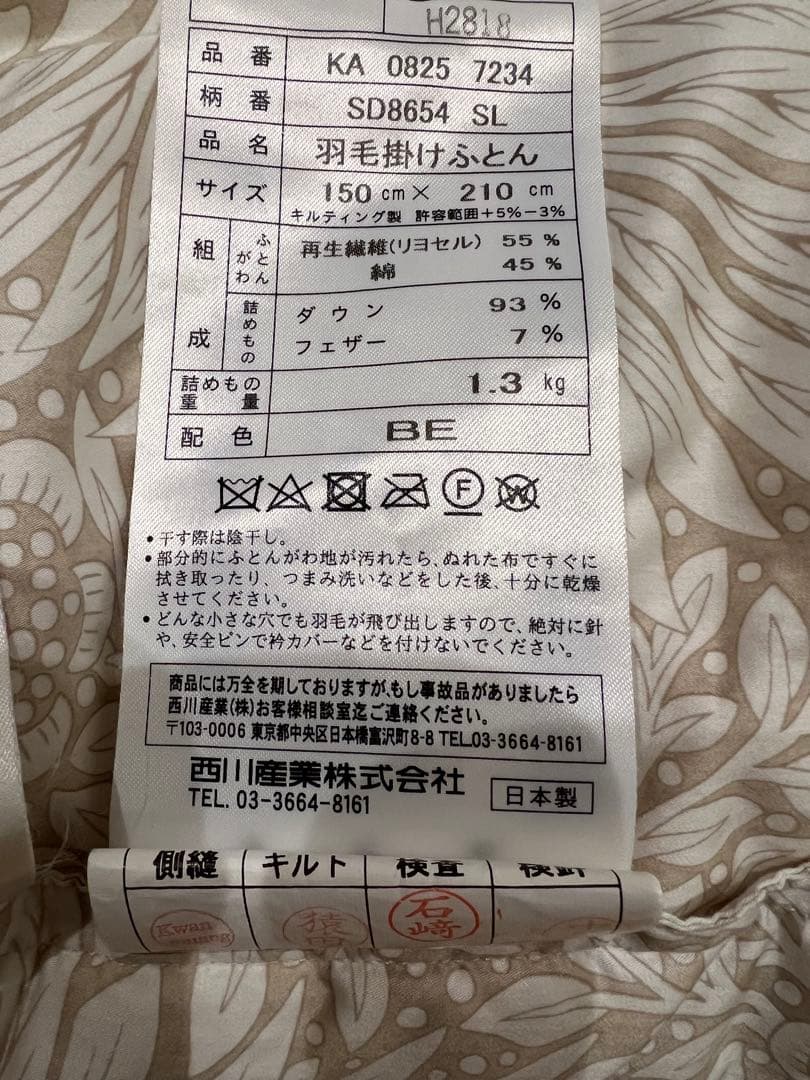 H2818
品番 KA 0825 7234
柄番 SD8654 SL
品名 羽毛掛けふとん
サイズ 150cm× 210 cm
キルティング製 許容範囲+5%-3%
組成 ふとんがわ 再生繊維(リヨセル) 55 %
綿 45 %
詰めもの ダウン 93 %
フェザー 7 %
詰めもの重量 1.3 kg
配色 BE
F W
•干す際は陰干し。
•部分的にふとんがわ地が汚れたら、ぬれた布ですぐに
拭き取ったり、つまみ洗いなどをした後、十分に乾燥
させてください。
•どんな小さな穴でも羽毛が飛び出しますので、絶対に針
や、安全ピンで衿カバーなどを付けないでください。
商品には万全を期しておりますが、もし事故品がありましたら
西川産業(株)お客様相談室迄ご連絡ください。
〒103-0006 東京都中央区日本橋富沢町8-8 TEL.03-3664-8161
西川産業株式会社
TEL. 03-3664-8161
日本製
側縫 キルト 検査 検針
Kwan 猿田 石崎